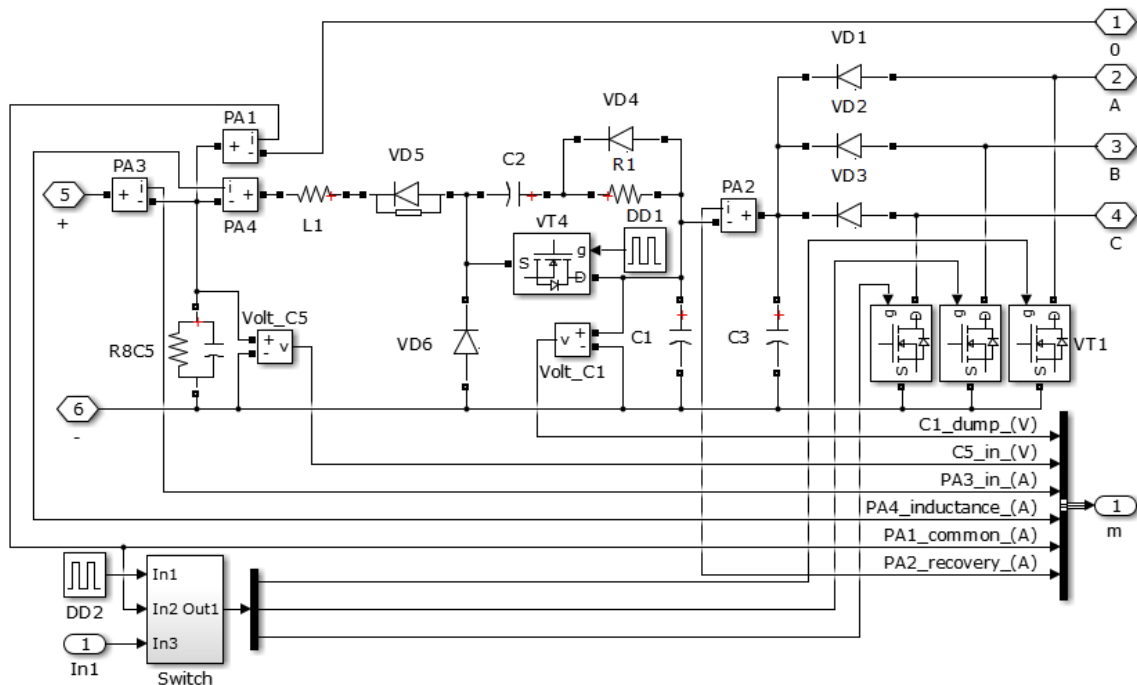 1
0
VD1
2
A
VD2
VD4
PA1
i
+
-
3
B
PA3
C2
R1
VD3
VD5
5
+
i
+
-
i
+
-
PA2
i
+
-
4
C
PA4
L1
VT4
DD1
g
S
D
Volt_C5
R8C5
+
-
v
VD6
+
-
v
Volt_C1
C1
C3
g
D
S
g
D
S
g
D
S
VT1
6
-
C1_dump_(V)
C5_in_(V)
PA3_in_(A)
PA4_inductance_(A)
1
m
PA1_common_(A)
PA2_recovery_(A)
DD2
In1
In2 Out1
In3
1
In1
Switch